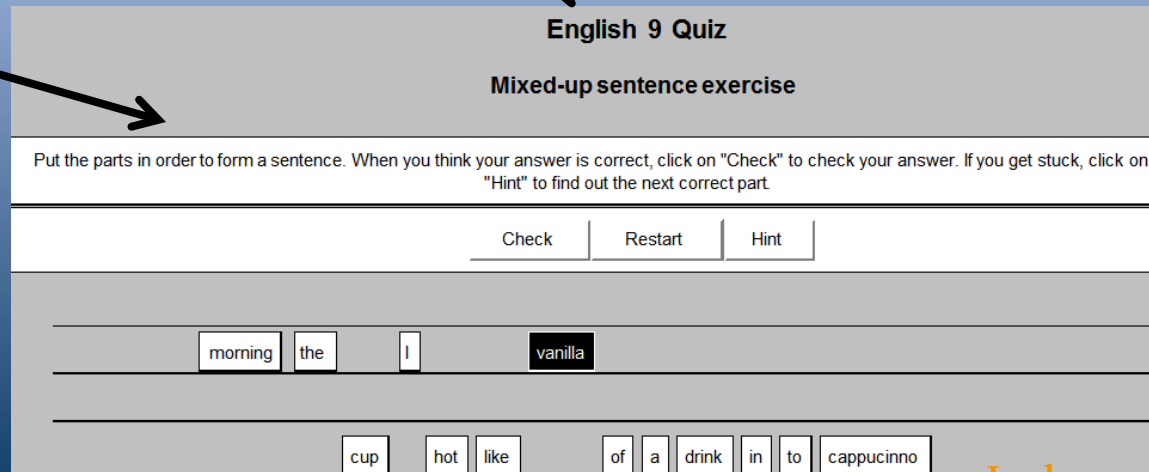 English 9 Quiz
Mixed-up sentence exercise
Put the parts in order to form a sentence. When you think your answer is correct, click on "Check" to check your answer. If you get stuck, click on
"Hint" to find out the next correct part.
Check Restart Hint
morning the I vanilla
cup hot like of a drink in to cappucinno